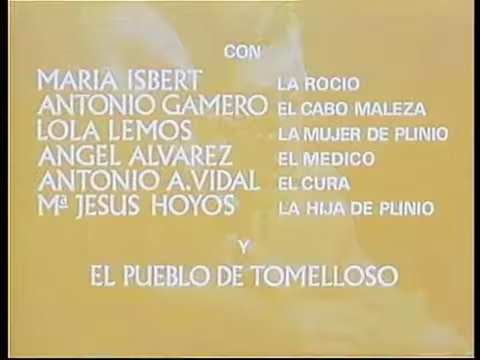 CON
MARIA ISBERT LA ROCIO
ANTONIO GAMERO EL CABO MALEZA
LOLA LEMOS LA MUJER DE PLINIO
ANGEL ALVAREZ EL MEDICO
ANTONIO A.VIDAL EL CURA
Mª JESUS HOYOS LA HIJA DE PLINIO
Y
EL PUEBLO DE TOMELLOSO